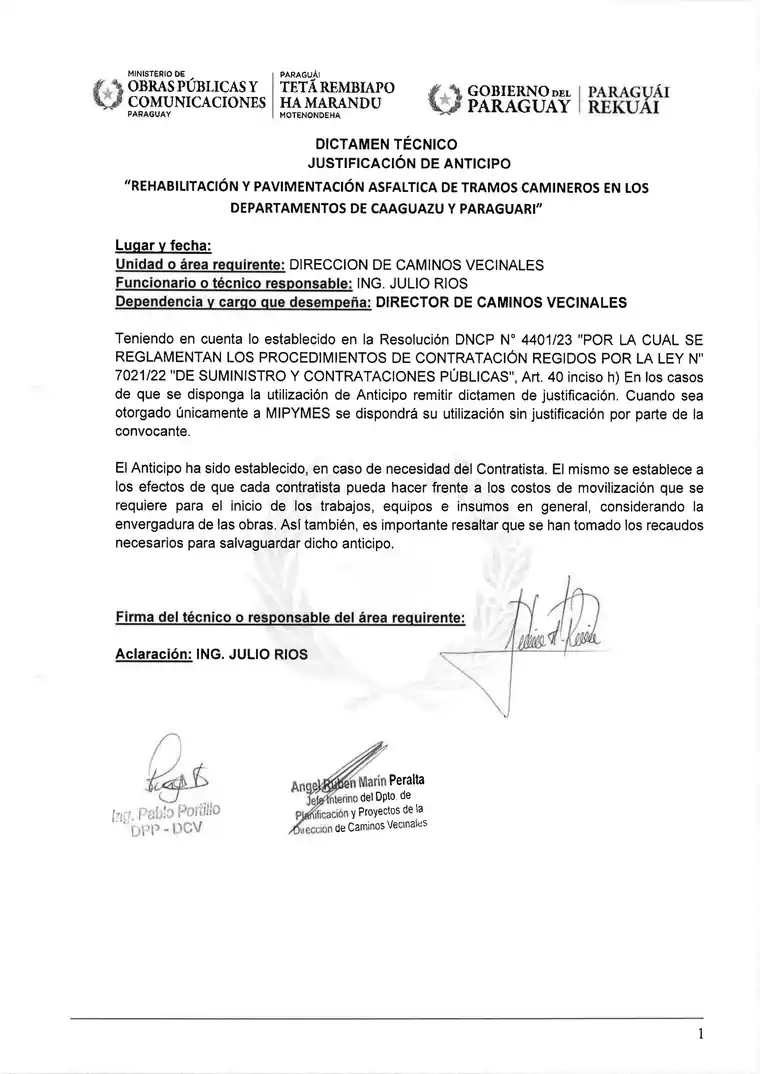 MINISTERIO DE
OBRAS PÚBLICAS Y
COMUNICACIONES
PARAGUAY
PARAGUÁI
TETÃ REMBIAPO
HA MARANDU
MOTENONDEHA
GOBIERNO DEL
PARAGUAY
PARAGUÁI
REKUÁI
DICTAMEN TÉCNICO
JUSTIFICACIÓN DE ANTICIPO
"REHABILITACIÓN Y PAVIMENTACIÓN ASFALTICA DE TRAMOS CAMINEROS EN LOS
DEPARTAMENTOS DE CAAGUAZU Y PARAGUARI"
Lugar y fecha:
Unidad o área requirente: DIRECCION DE CAMINOS VECINALES
Funcionario o técnico responsable: ING. JULIO RIOS
Dependencia y cargo que desempeña: DIRECTOR DE CAMINOS VECINALES
Teniendo en cuenta lo establecido en la Resolución DNCP N° 4401/23 "POR LA CUAL SE
REGLAMENTAN LOS PROCEDIMIENTOS DE CONTRATACIÓN REGIDOS POR LA LEY N"
7021/22 "DE SUMINISTRO Y CONTRATACIONES PÚBLICAS", Art. 40 inciso h) En los casos
de que se disponga la utilización de Anticipo remitir dictamen de justificación. Cuando sea
otorgado únicamente a MIPYMES se dispondrá su utilización sin justificación por parte de la
convocante.
El Anticipo ha sido establecido, en caso de necesidad del Contratista. El mismo se establece a
los efectos de que cada contratista pueda hacer frente a los costos de movilización que se
requiere para el inicio de los trabajos, equipos e insumos en general, considerando la
envergadura de las obras. Así también, es importante resaltar que se han tomado los recaudos
necesarios para salvaguardar dicho anticipo.
Firma del técnico o responsable del área requirente:
Aclaración: ING. JULIO RIOS
Ing. Pablo Portillo
DPP - DCV
Angel Ruben Marin Peralta
Jefe Interino del Dpto. de
Planificación y Proyectos de la
Dirección de Caminos Vecinales
1